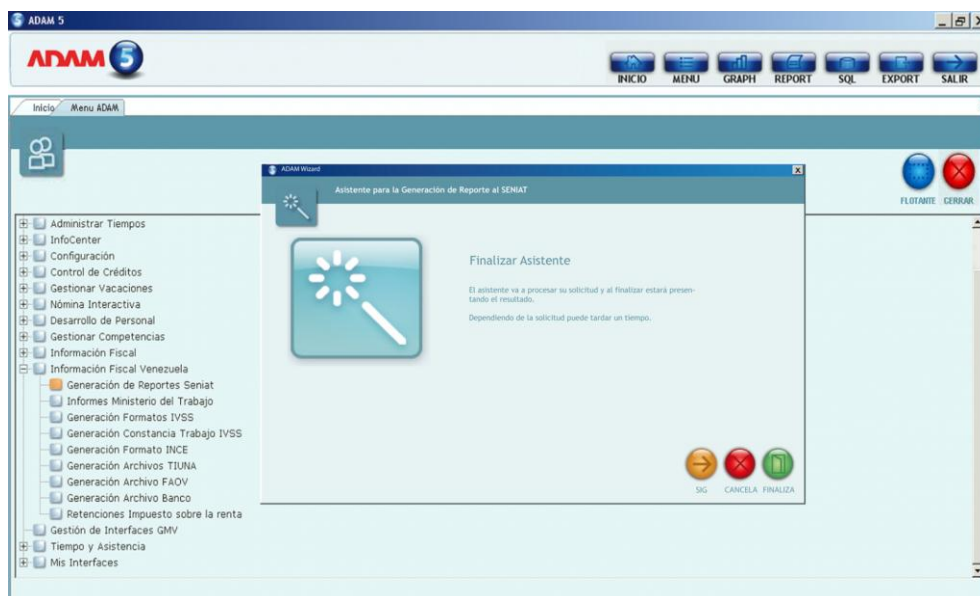 ADAM 5
ADAM 5
INICIO MENU GRAPH REPORT SQL EXPORT SALIR
Inicio Menu ADAM
FLOTANTE CERRAR
ADAM Wizard
Asistente para la Generación de Reporte al SENIAT
Finalizar Asistente
El asistente va a procesar su solicitud y al finalizar estará presen-
tando el resultado.
Dependiendo de la solicitud puede tardar un tiempo.
SIG CANCELA FINALIZA
Administrar Tiempos
InfoCenter
Configuración
Control de Créditos
Gestionar Vacaciones
Nómina Interactiva
Desarrollo de Personal
Gestionar Competencias
Información Fiscal
Información Fiscal Venezuela
Generación de Reportes Seniat
Informes Ministerio del Trabajo
Generación Formatos IVSS
Generación Constancia Trabajo IVSS
Generación Formato INCE
Generación Archivos TIUNA
Generación Archivo FAOV
Generación Archivo Banco
Retenciones Impuesto sobre la renta
Gestión de Interfaces GMV
Tiempo y Asistencia
Mis Interfaces